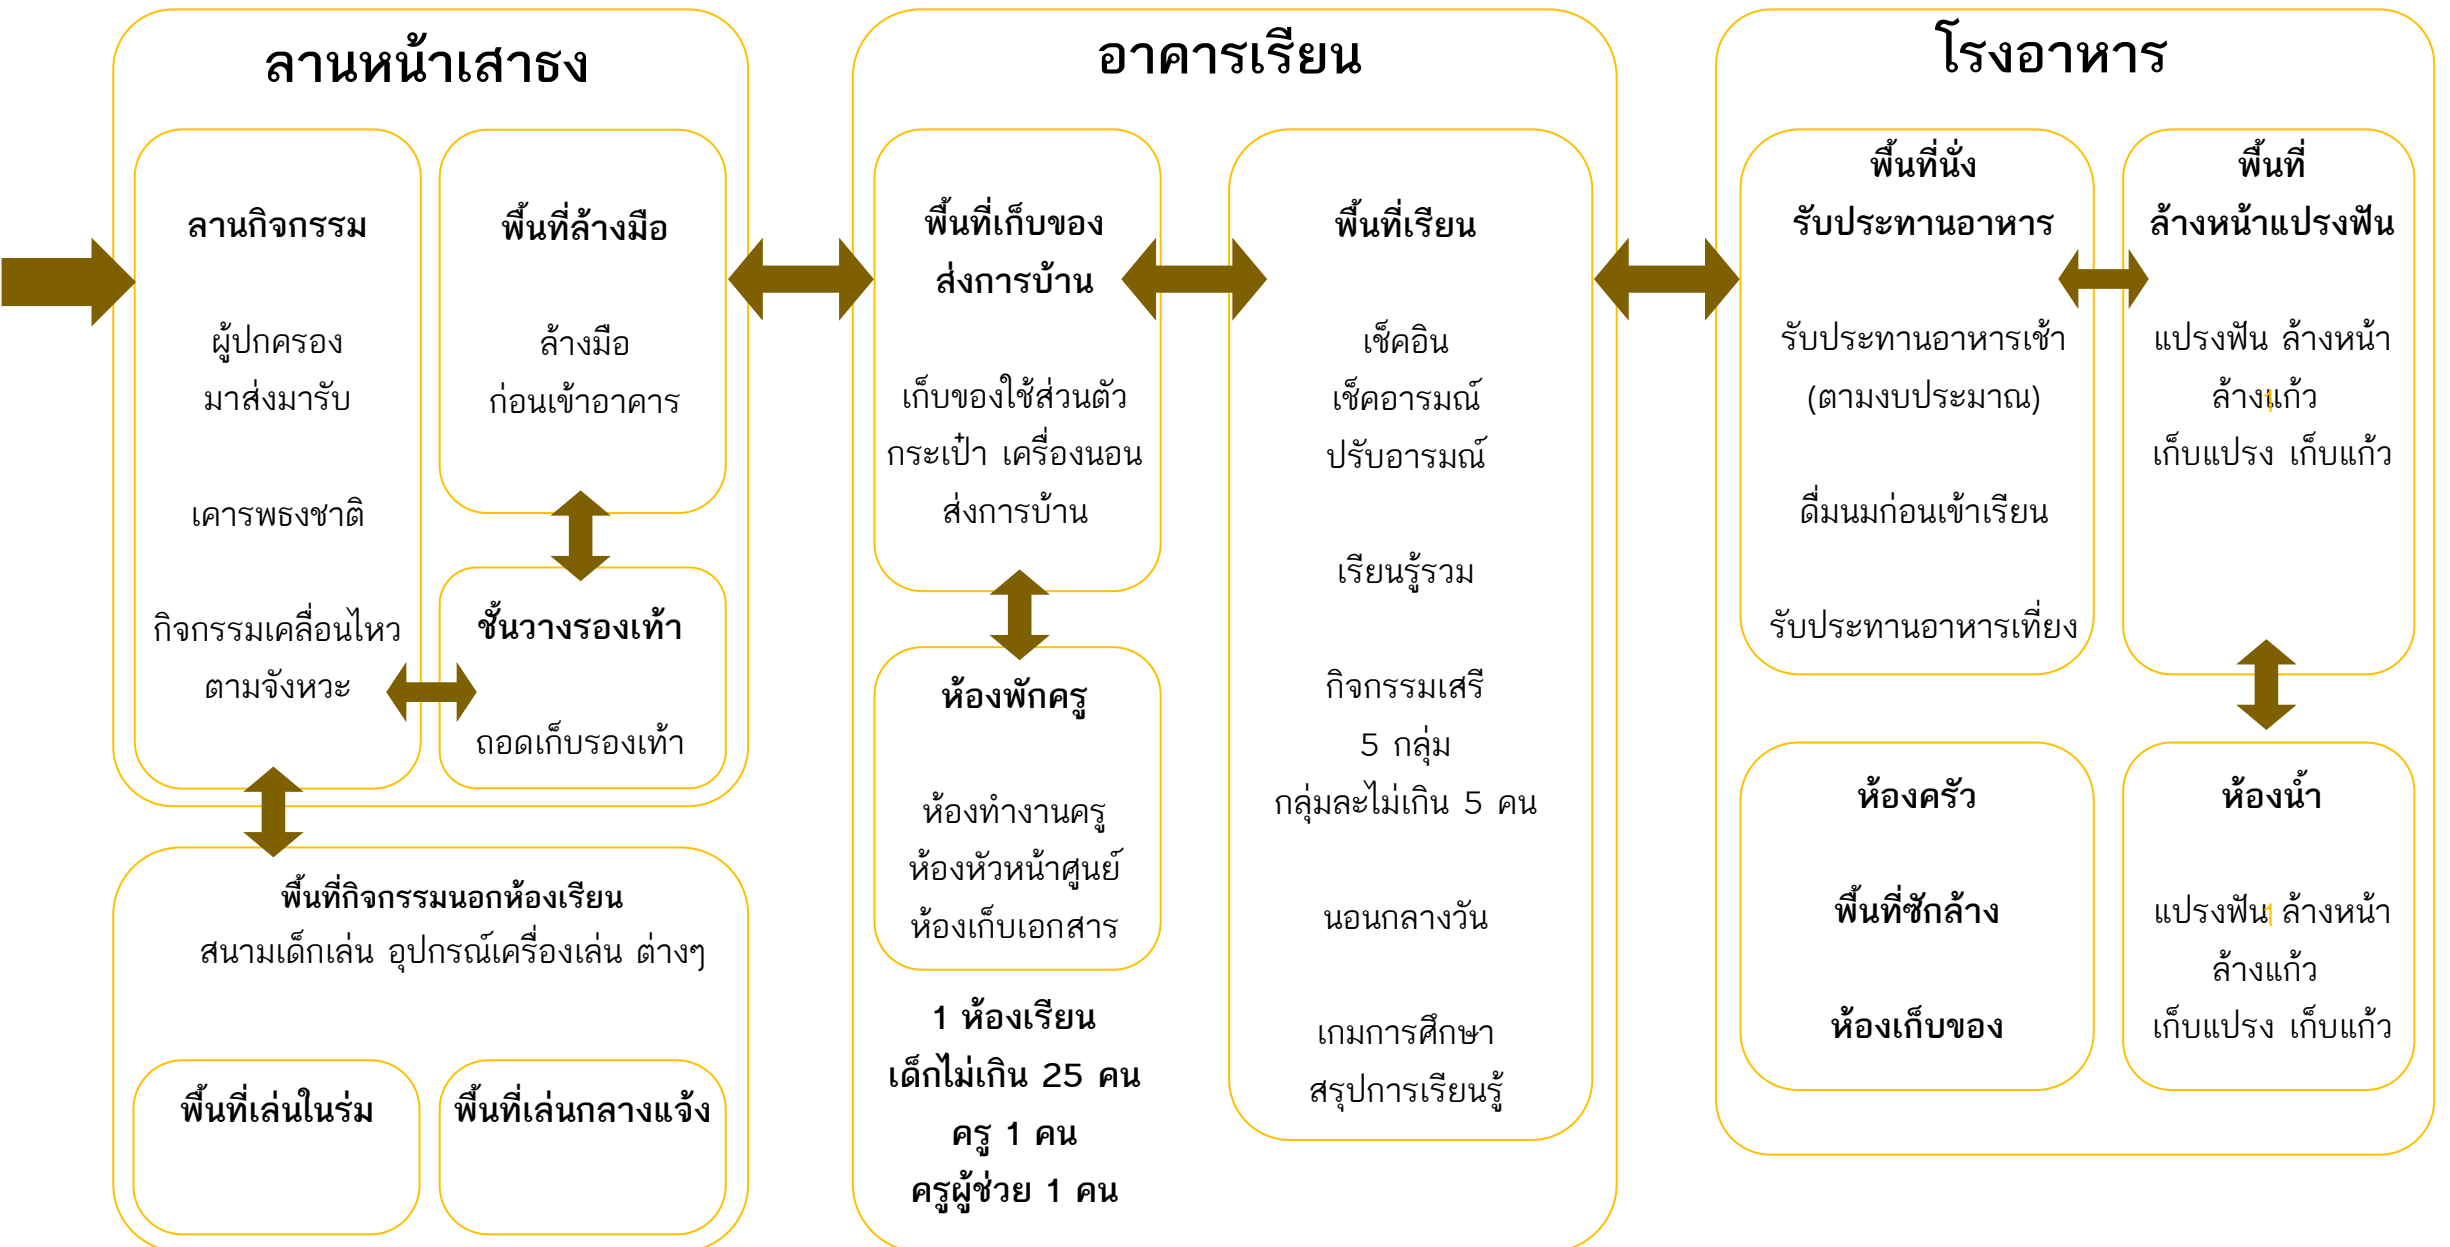 ลานหน้าเสาธง
ลานกิจกรรม
ผู้ปกครอง
มาส่งมารับ
เคารพธงชาติ
กิจกรรมเคลื่อนไหว
ตามจังหวะ
พื้นที่ล้างมือ
ล้างมือ
ก่อนเข้าอาคาร
ชั้นวางรองเท้า
ถอดเก็บรองเท้า
พื้นที่กิจกรรมนอกห้องเรียน
สนามเด็กเล่น อุปกรณ์เครื่องเล่น ต่างๆ
พื้นที่เล่นในร่ม
พื้นที่เล่นกลางแจ้ง
อาคารเรียน
พื้นที่เก็บของ
ส่งการบ้าน
เก็บของใช้ส่วนตัว
กระเป๋า เครื่องนอน
ส่งการบ้าน
ห้องพักครู
ห้องทำงานครู
ห้องหัวหน้าศูนย์
ห้องเก็บเอกสาร
1 ห้องเรียน
เด็กไม่เกิน 25 คน
ครู 1 คน
ครูผู้ช่วย 1 คน
พื้นที่เรียน
เช็คอิน
เช็คอารมณ์
ปรับอารมณ์
เรียนรู้รวม
กิจกรรมเสรี
5 กลุ่ม
กลุ่มละไม่เกิน 5 คน
นอนกลางวัน
เกมการศึกษา
สรุปการเรียนรู้
โรงอาหาร
พื้นที่นั่ง
รับประทานอาหาร
รับประทานอาหารเช้า
(ตามงบประมาณ)
ดื่มนมก่อนเข้าเรียน
รับประทานอาหารเที่ยง
พื้นที่
ล้างหน้าแปรงฟัน
แปรงฟัน ล้างหน้า
ล้างแก้ว
1
เก็บแปรง เก็บแก้ว
ห้องครัว
พื้นที่ซักล้าง
ห้องเก็บของ
ห้องน้ำ
แปรงฟัน ล้างหน้า
1
ล้างแก้ว
เก็บแปรง เก็บแก้ว